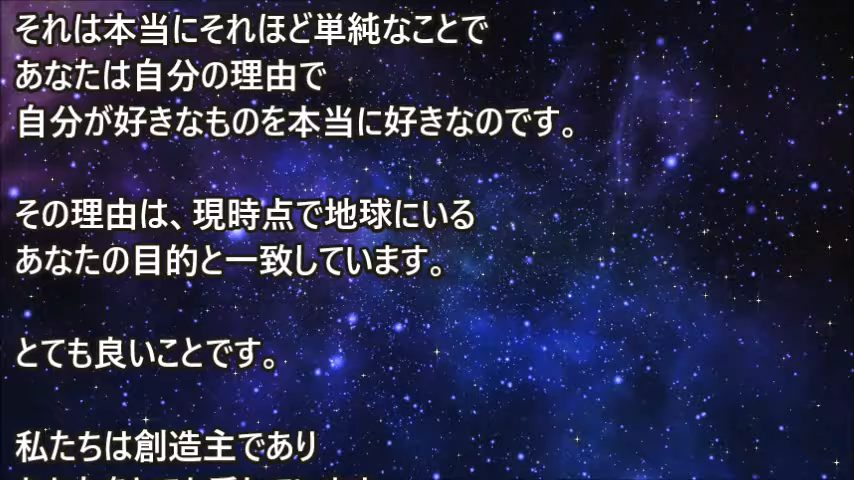 それは本当にそれほど単純なことで
あなたは自分の理由で
自分が好きなものを本当に好きなのです。
その理由は、現時点で地球にいる
あなたの目的と一致しています。
とても良いことです。
私たちは創造主であり